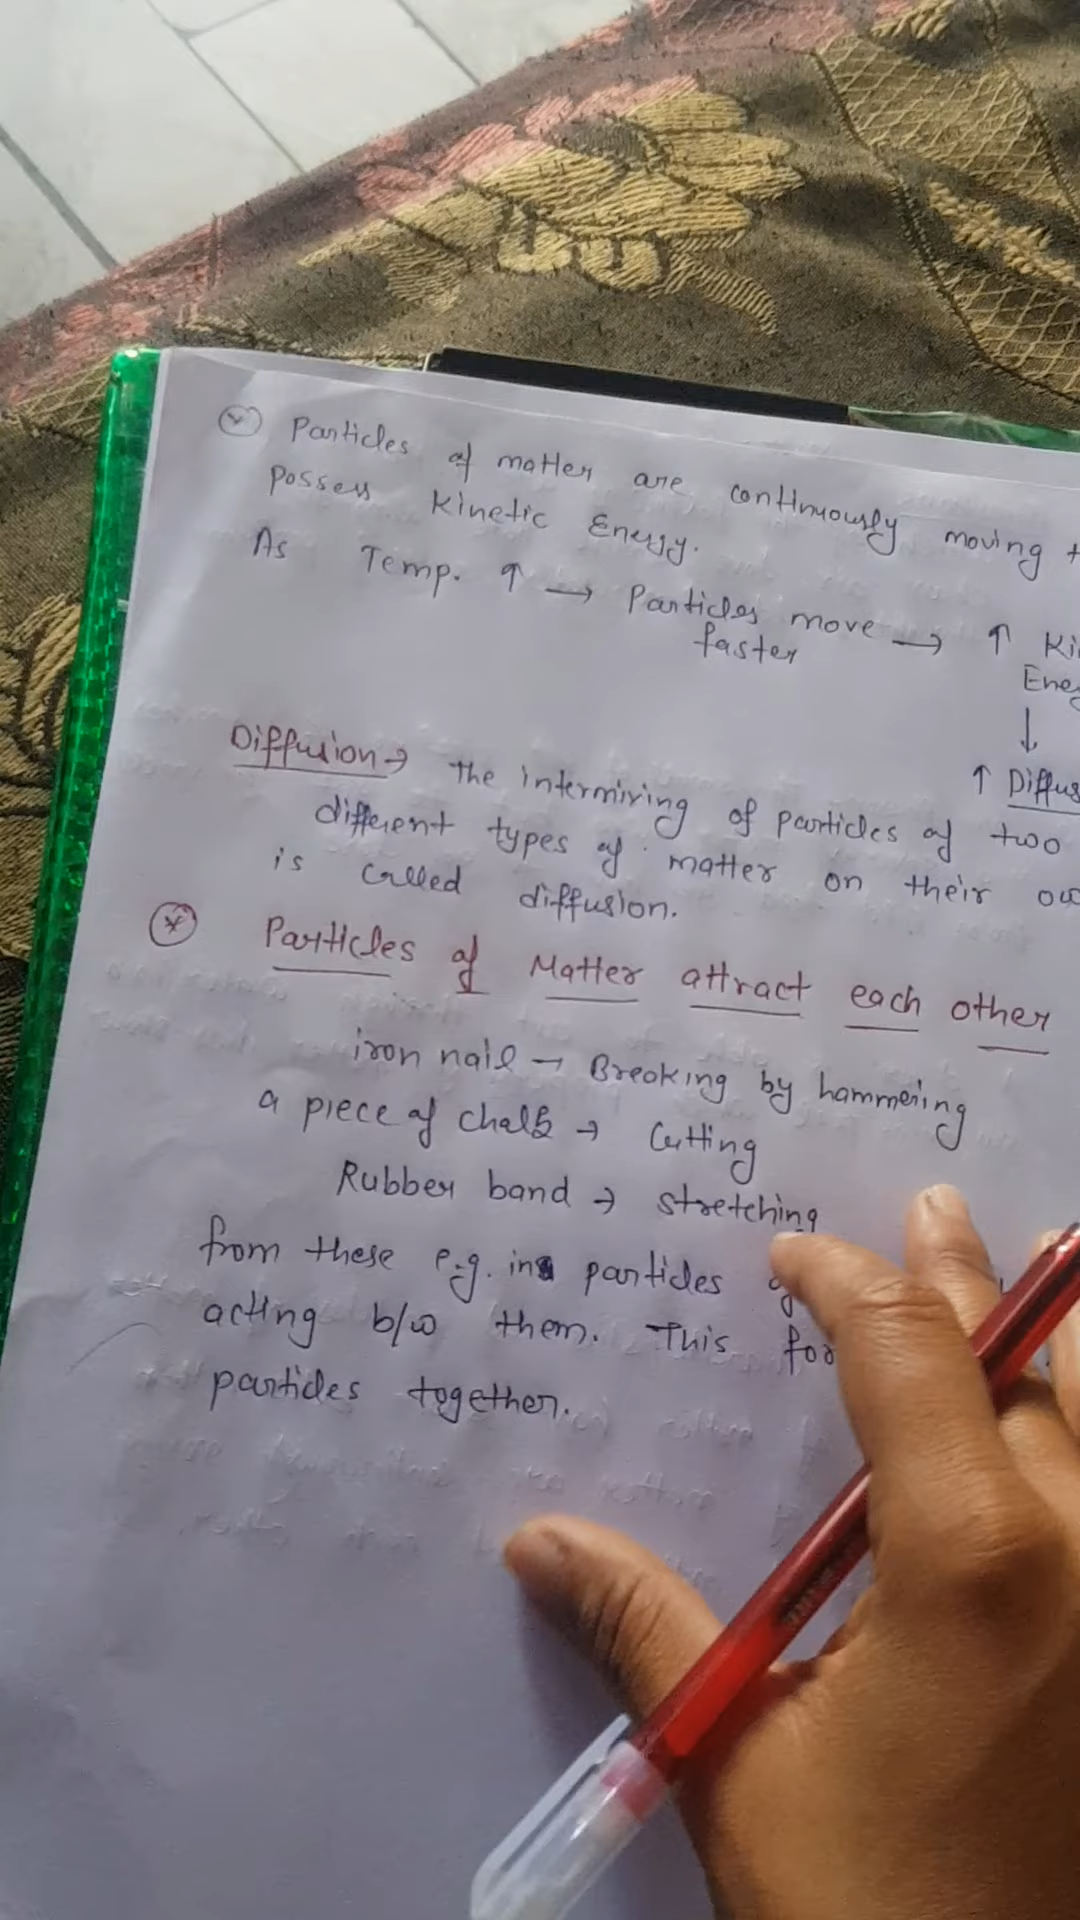 Particles of matter are continuously moving
possess Kinetic Energy.
As Temp. ↑ → Particles move → ↑
faster
↓
Diffusion → The intermixing of particles of two
different types of matter on their
is called diffusion.
Particles of Matter attract each other
iron nail → Breaking by hammering
a piece of chalk → Cutting
Rubber band → stretching
from these e.g. particles
acting b/w them. This
particles together.